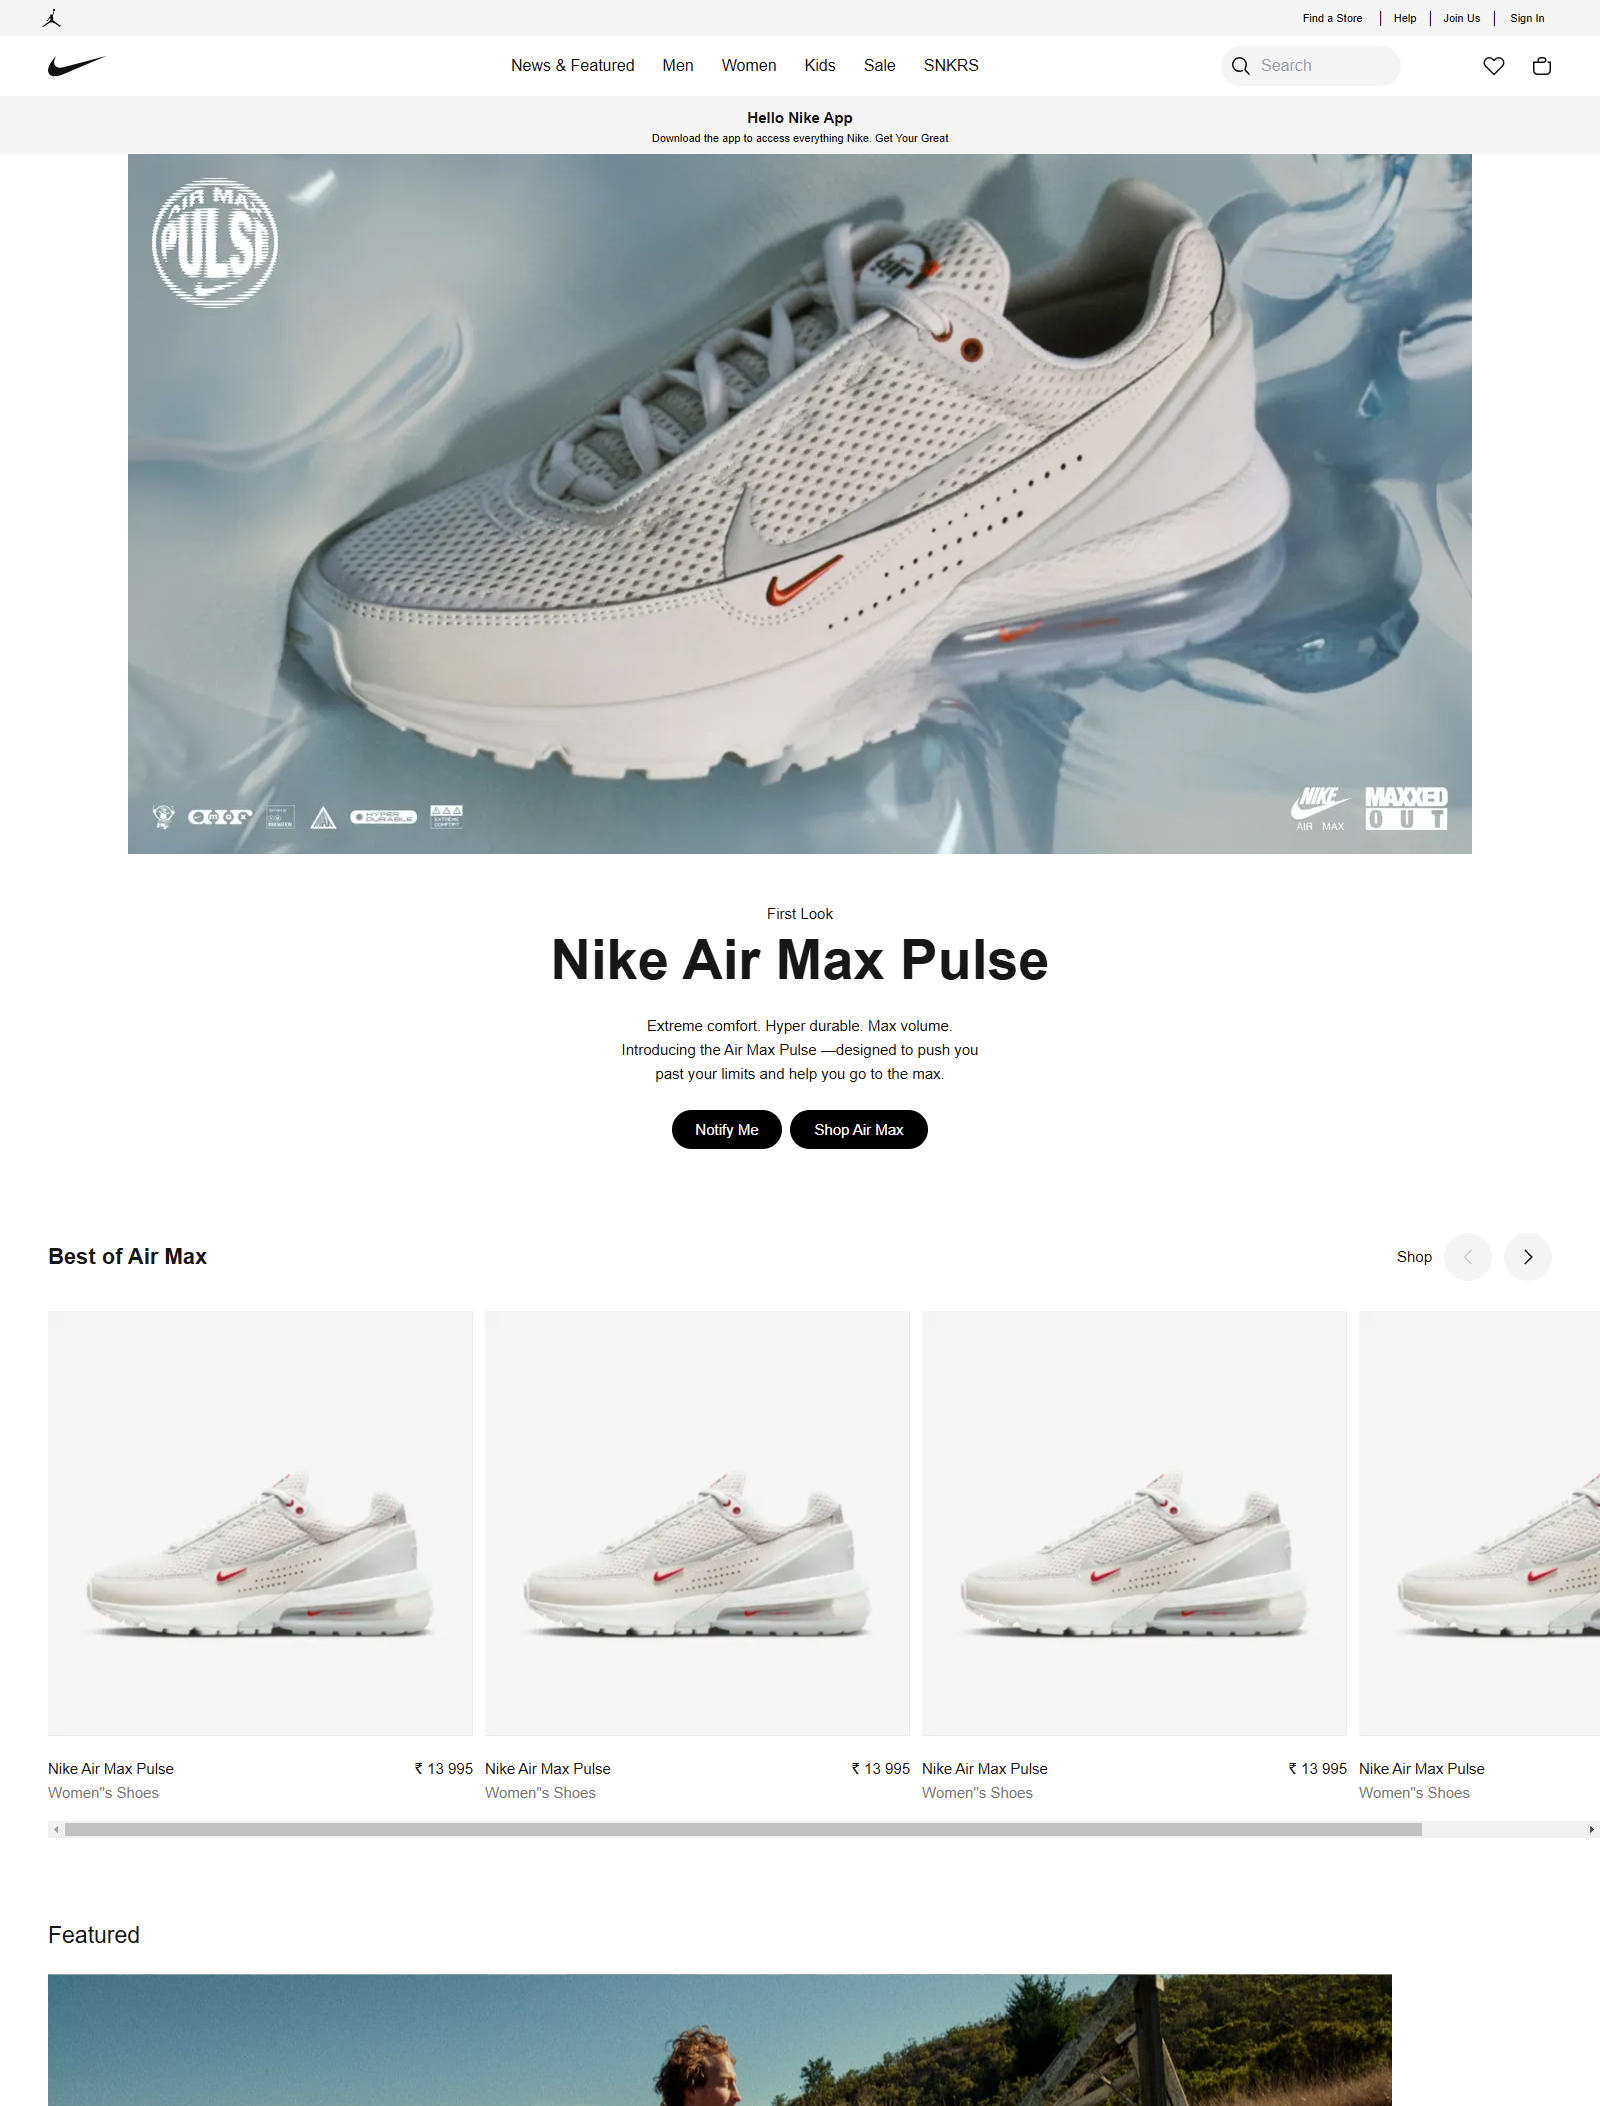 Find a Store | Help | Join Us | Sign In
News & Featured Men Women Kids Sale SNKRS Search
Hello Nike App
Download the app to access everything Nike. Get Your Great
AIR MAX
PULSE
air
HYPER
DURABLE
EXTREME
COMFORT
NIKE
AIR MAX
MAXXED
OUT
First Look
Nike Air Max Pulse
Extreme comfort. Hyper durable. Max volume.
Introducing the Air Max Pulse —designed to push you
past your limits and help you go to the max.
Notify Me Shop Air Max
Best of Air Max Shop
Nike Air Max Pulse ₹ 13 995 Nike Air Max Pulse ₹ 13 995 Nike Air Max Pulse ₹ 13 995 Nike Air Max Pulse
Women"s Shoes Women"s Shoes Women"s Shoes Women"s Shoes
Featured